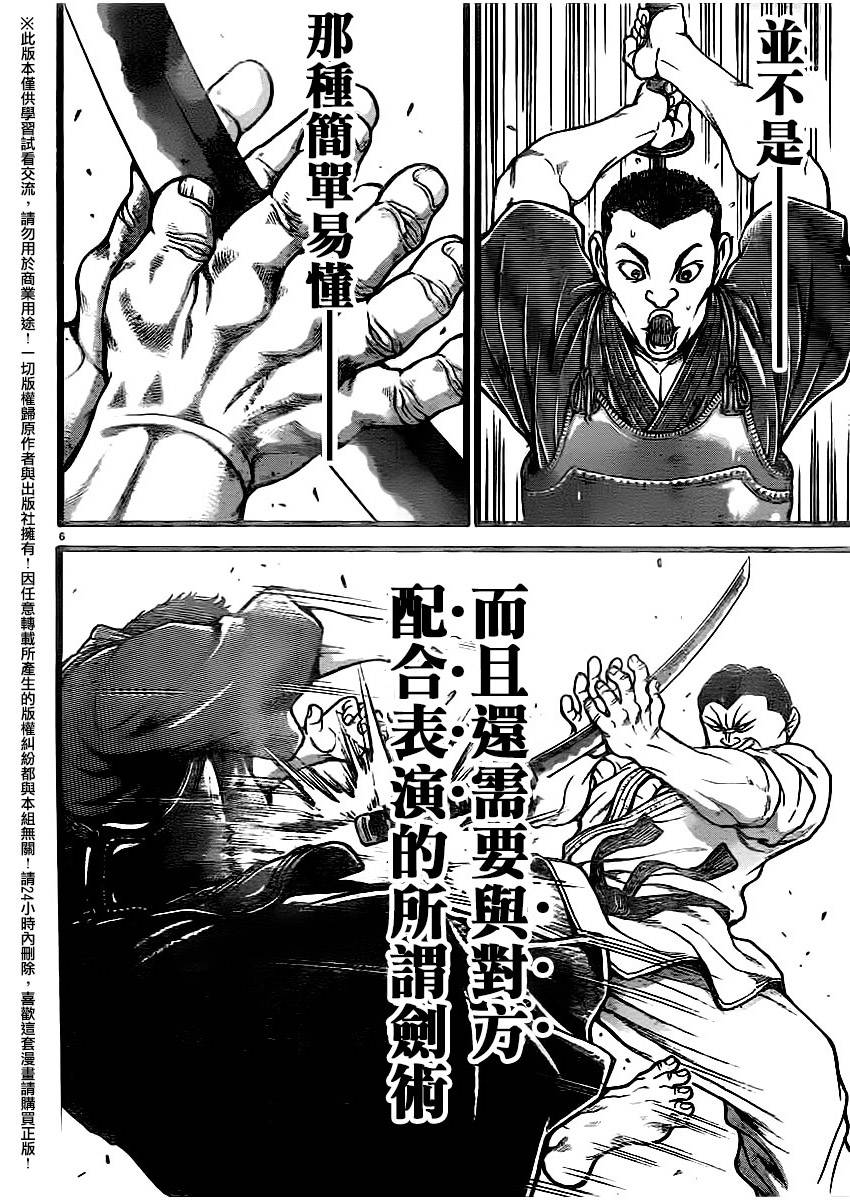 並不是——
那種簡單易懂——
而且還需要與對方
配合表演的所謂劍術
6
※此版本僅供學習試看交流，請勿用於商業用途！一切版權歸原作者與出版社擁有！因任意轉載所產生的版權糾紛都與本組無關！請24小時內刪除，喜歡這套漫畫請購買正版！